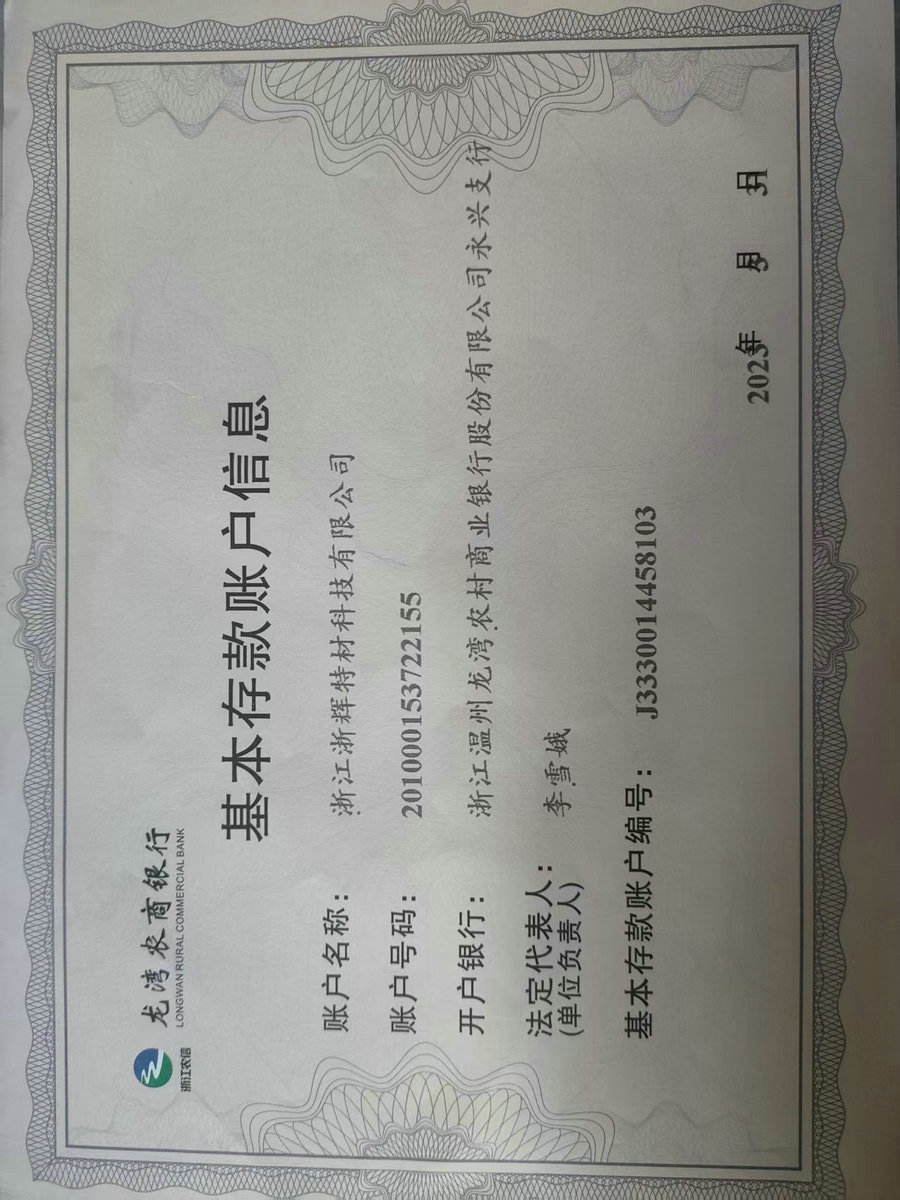 浙江农信
龙湾农商银行
LONGWAN RURAL COMMERCIAL BANK
基本存款账户信息
账户名称： 浙江浙辉特材科技有限公司
账户号码： 201000153722155
开户银行： 浙江温州龙湾农村商业银行股份有限公司永兴支行
法定代表人： 李雪娥
(单位负责人)
基本存款账户编号： J3330014458103
2023年 5月 31日